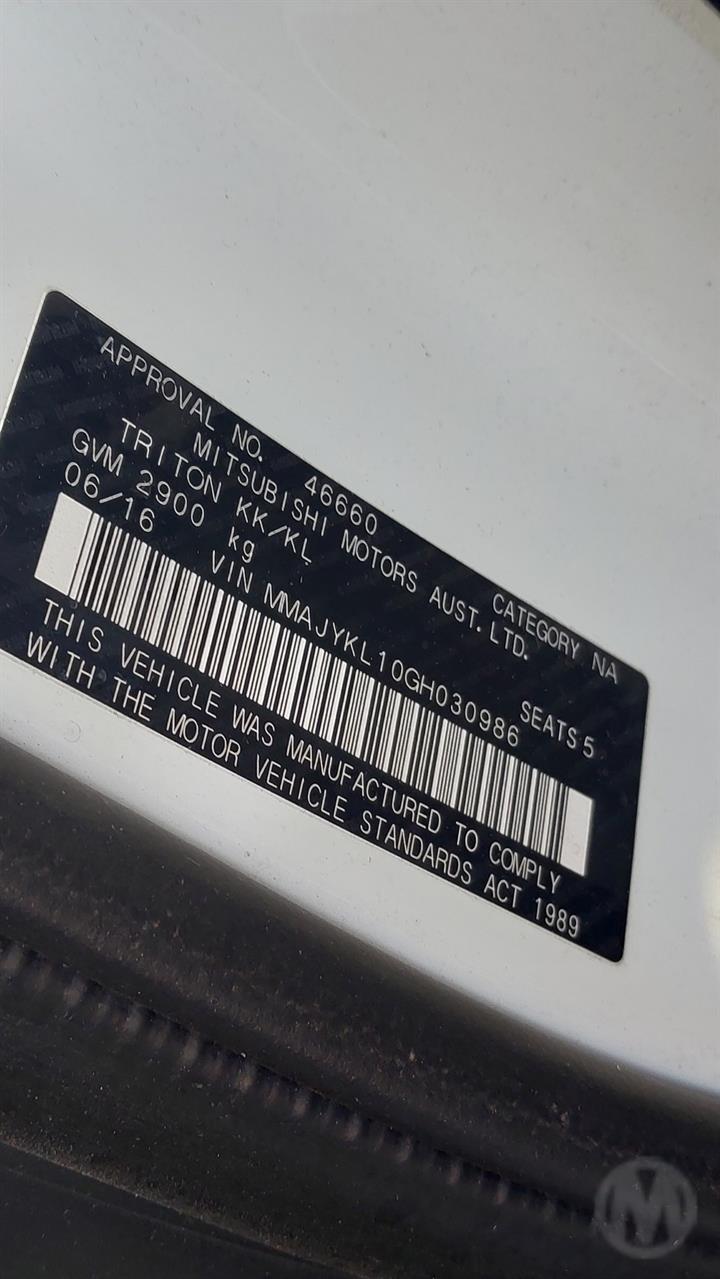 APPROVAL NO. 46660 CATEGORY NA
MITSUBISHI MOTORS AUST. LTD.
TRITON KK/KL
GVM 2900 kg SEATS 5
06/16 VIN MMAJYKL10GH030986
THIS VEHICLE WAS MANUFACTURED TO COMPLY
WITH THE MOTOR VEHICLE STANDARDS ACT 1989
M